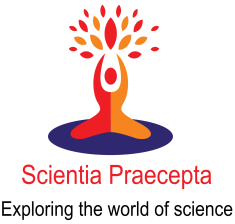 Scientia Praecepta
Exploring the world of science